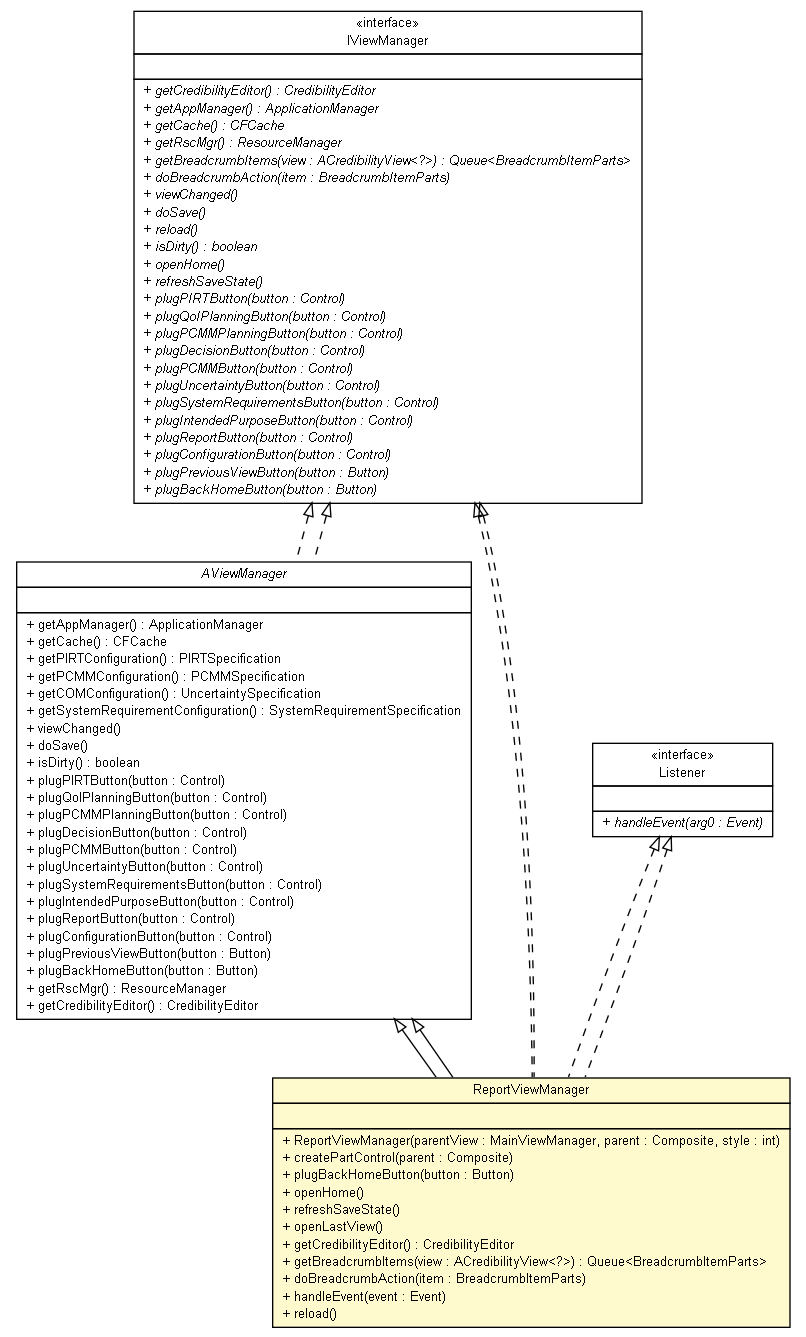 «interface»
IViewManager
+ getCredibilityEditor() : CredibilityEditor
+ getAppManager() : ApplicationManager
+ getCache() : CFCache
+ getRscMgr() : ResourceManager
+ getBreadcrumbItems(view : ACredibilityView<?>) : Queue<BreadcrumbItemParts>
+ doBreadcrumbAction(item : BreadcrumbItemParts)
+ viewChanged()
+ doSave()
+ reload()
+ isDirty() : boolean
+ openHome()
+ refreshSaveState()
+ plugPIRTButton(button : Control)
+ plugQoIPlanningButton(button : Control)
+ plugPCMMPlanningButton(button : Control)
+ plugDecisionButton(button : Control)
+ plugPCMMButton(button : Control)
+ plugUncertaintyButton(button : Control)
+ plugSystemRequirementsButton(button : Control)
+ plugIntendedPurposeButton(button : Control)
+ plugReportButton(button : Control)
+ plugConfigurationButton(button : Control)
+ plugPreviousViewButton(button : Button)
+ plugBackHomeButton(button : Button)
AViewManager
+ getAppManager() : ApplicationManager
+ getCache() : CFCache
+ getPIRTConfiguration() : PIRTSpecification
+ getPCMMConfiguration() : PCMMSpecification
+ getCOMConfiguration() : UncertaintySpecification
+ getSystemRequirementConfiguration() : SystemRequirementSpecification
+ viewChanged()
+ doSave()
+ isDirty() : boolean
+ plugPIRTButton(button : Control)
+ plugQoIPlanningButton(button : Control)
+ plugPCMMPlanningButton(button : Control)
+ plugDecisionButton(button : Control)
+ plugPCMMButton(button : Control)
+ plugUncertaintyButton(button : Control)
+ plugSystemRequirementsButton(button : Control)
+ plugIntendedPurposeButton(button : Control)
+ plugReportButton(button : Control)
+ plugConfigurationButton(button : Control)
+ plugPreviousViewButton(button : Button)
+ plugBackHomeButton(button : Button)
+ getRscMgr() : ResourceManager
+ getCredibilityEditor() : CredibilityEditor
«interface»
Listener
+ handleEvent(arg0 : Event)
ReportViewManager
+ ReportViewManager(parentView : MainViewManager, parent : Composite, style : int)
+ createPartControl(parent : Composite)
+ plugBackHomeButton(button : Button)
+ openHome()
+ refreshSaveState()
+ openLastView()
+ getCredibilityEditor() : CredibilityEditor
+ getBreadcrumbItems(view : ACredibilityView<?>) : Queue<BreadcrumbItemParts>
+ doBreadcrumbAction(item : BreadcrumbItemParts)
+ handleEvent(event : Event)
+ reload()